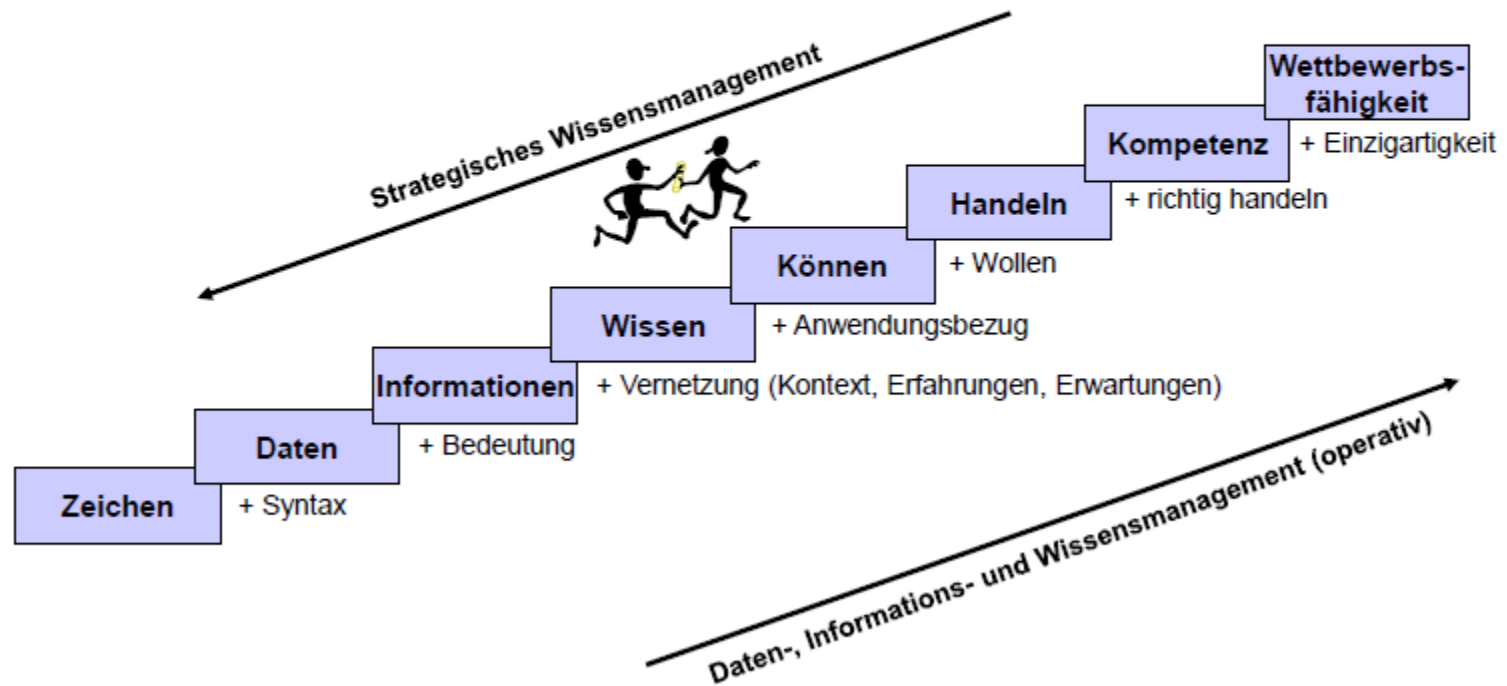 Strategisches Wissensmanagement
Wettbewerbs-
fähigkeit
+ Einzigartigkeit
Kompetenz
+ richtig handeln
Handeln
+ Wollen
Können
+ Anwendungsbezug
Wissen
+ Vernetzung (Kontext, Erfahrungen, Erwartungen)
Informationen
+ Bedeutung
Daten
+ Syntax
Zeichen
Daten-, Informations- und Wissensmanagement (operativ)